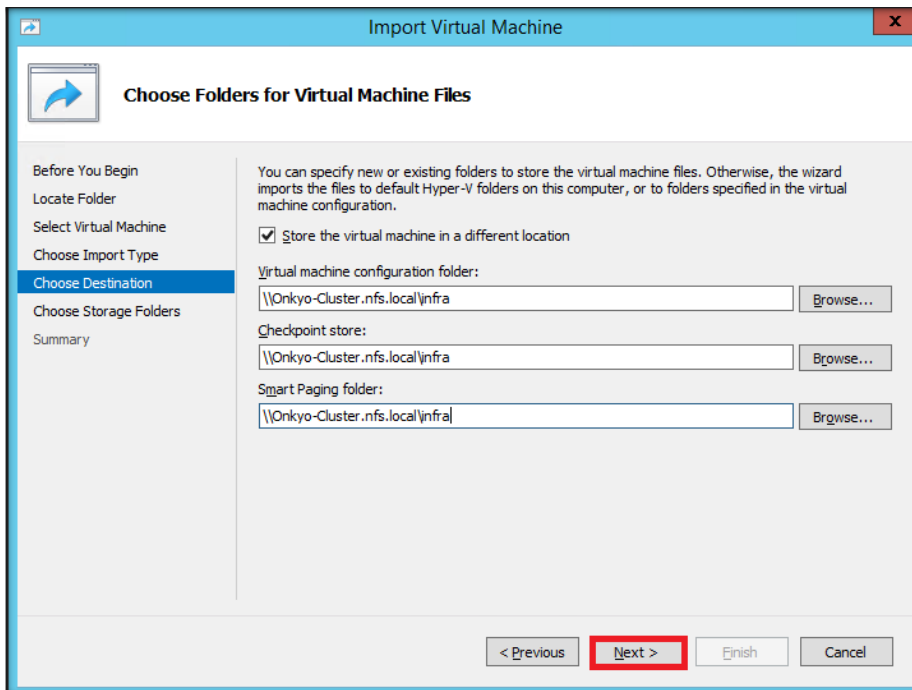 Import Virtual Machine
x
Choose Folders for Virtual Machine Files
Before You Begin
Locate Folder
Select Virtual Machine
Choose Import Type
Choose Destination
Choose Storage Folders
Summary
You can specify new or existing folders to store the virtual machine files. Otherwise, the wizard
imports the files to default Hyper-V folders on this computer, or to folders specified in the virtual
machine configuration.
Store the virtual machine in a different location
Virtual machine configuration folder:
\\Onkyo-Cluster.nfs.local\infra
Browse...
Checkpoint store:
\\Onkyo-Cluster.nfs.local\infra
Browse...
Smart Paging folder:
\\Onkyo-Cluster.nfs.local\infra
Browse...
< Previous
Next >
Finish
Cancel